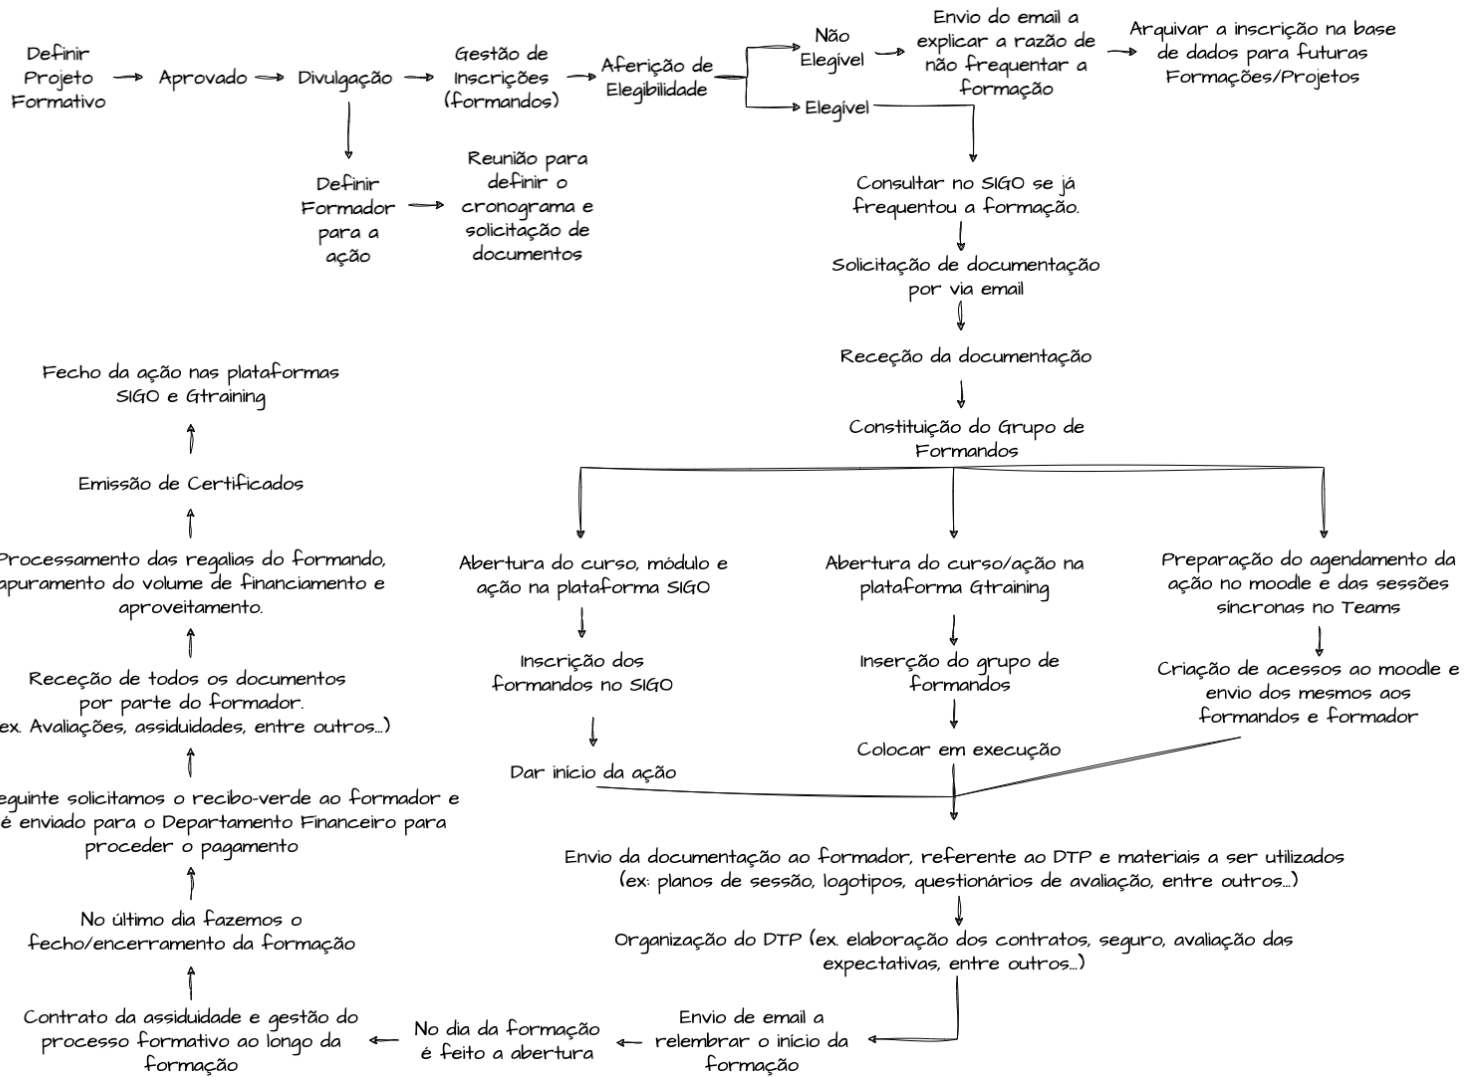 Definir
Projeto
Formativo
Aprovado
Divulgação
Gestão de
Inscrições
(formandos)
Aferição de
Elegibilidade
Não
Elegível
Envio do email a
explicar a razão de
não frequentar a
formação
Arquivar a inscrição na base
de dados para futuras
Formações/Projetos
Elegível
Definir
Formador
para a
ação
Reunião para
definir o
cronograma e
solicitação de
documentos
Consultar no SIGO se já
frequentou a formação.
Solicitação de documentação
por via email
Receção da documentação
Constituição do Grupo de
Formandos
Abertura do curso, módulo e
ação na plataforma SIGO
Inscrição dos
formandos no SIGO
Dar início da ação
Abertura do curso/ação na
plataforma Gtraining
Inserção do grupo de
formandos
Colocar em execução
Preparação do agendamento da
ação no moodle e das sessões
síncronas no Teams
Criação de acessos ao moodle e
envio dos mesmos aos
formandos e formador
Envio da documentação ao formador, referente ao DTP e materiais a ser utilizados
(ex: planos de sessão, logotipos, questionários de avaliação, entre outros...)
Organização do DTP (ex. elaboração dos contratos, seguro, avaliação das
expectativas, entre outros...)
Envio de email a
relembrar o início da
formação
No dia da formação
é feito a abertura
Contrato da assiduidade e gestão do
processo formativo ao longo da
formação
No último dia fazemos o
fecho/encerramento da formação
solicitamos o recibo-verde ao formador e
é enviado para o Departamento Financeiro para
proceder o pagamento
Receção de todos os documentos
por parte do formador.
ex. Avaliações, assiduidades, entre outros...)
Processamento das regalias do formando,
apuramento do volume de financiamento e
aproveitamento.
Emissão de Certificados
Fecho da ação nas plataformas
SIGO e Gtraining